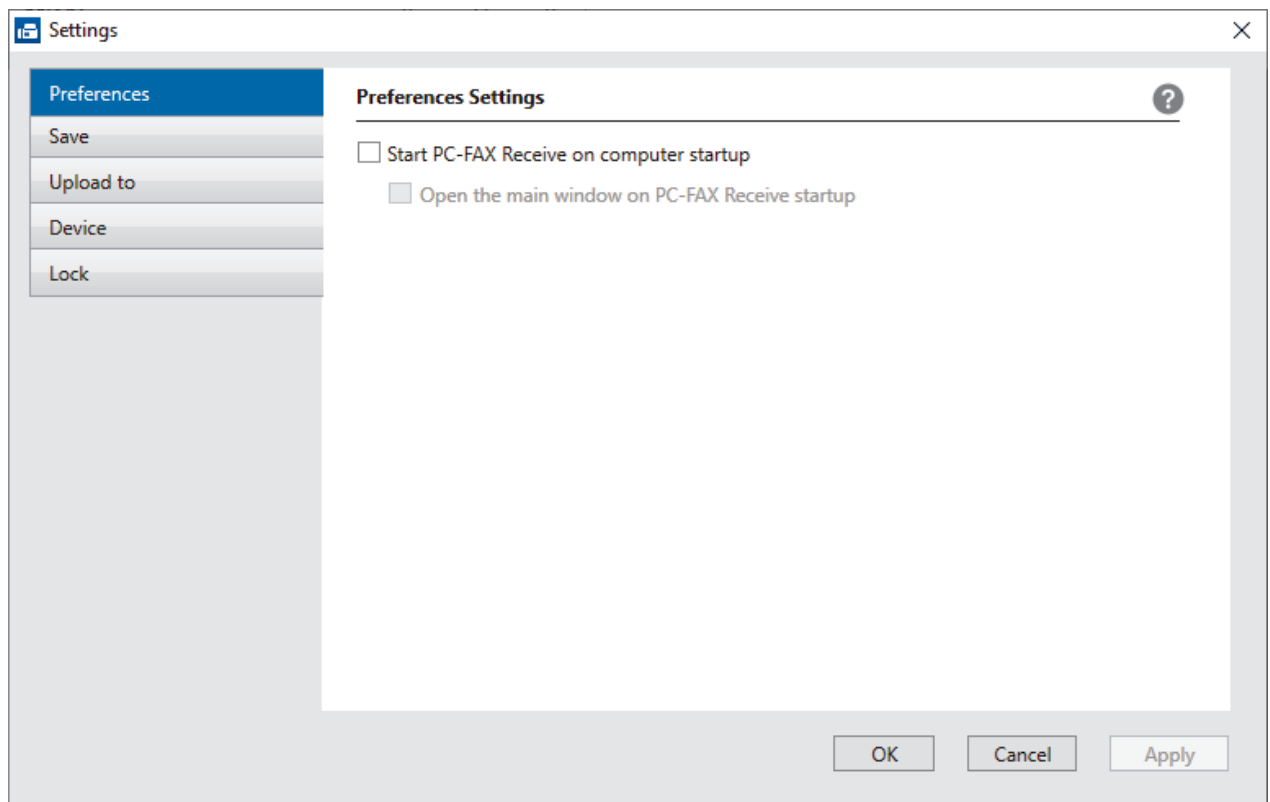 Settings
Preferences
Save
Upload to
Device
Lock
Preferences Settings
?
Start PC-FAX Receive on computer startup
Open the main window on PC-FAX Receive startup
OK
Cancel
Apply